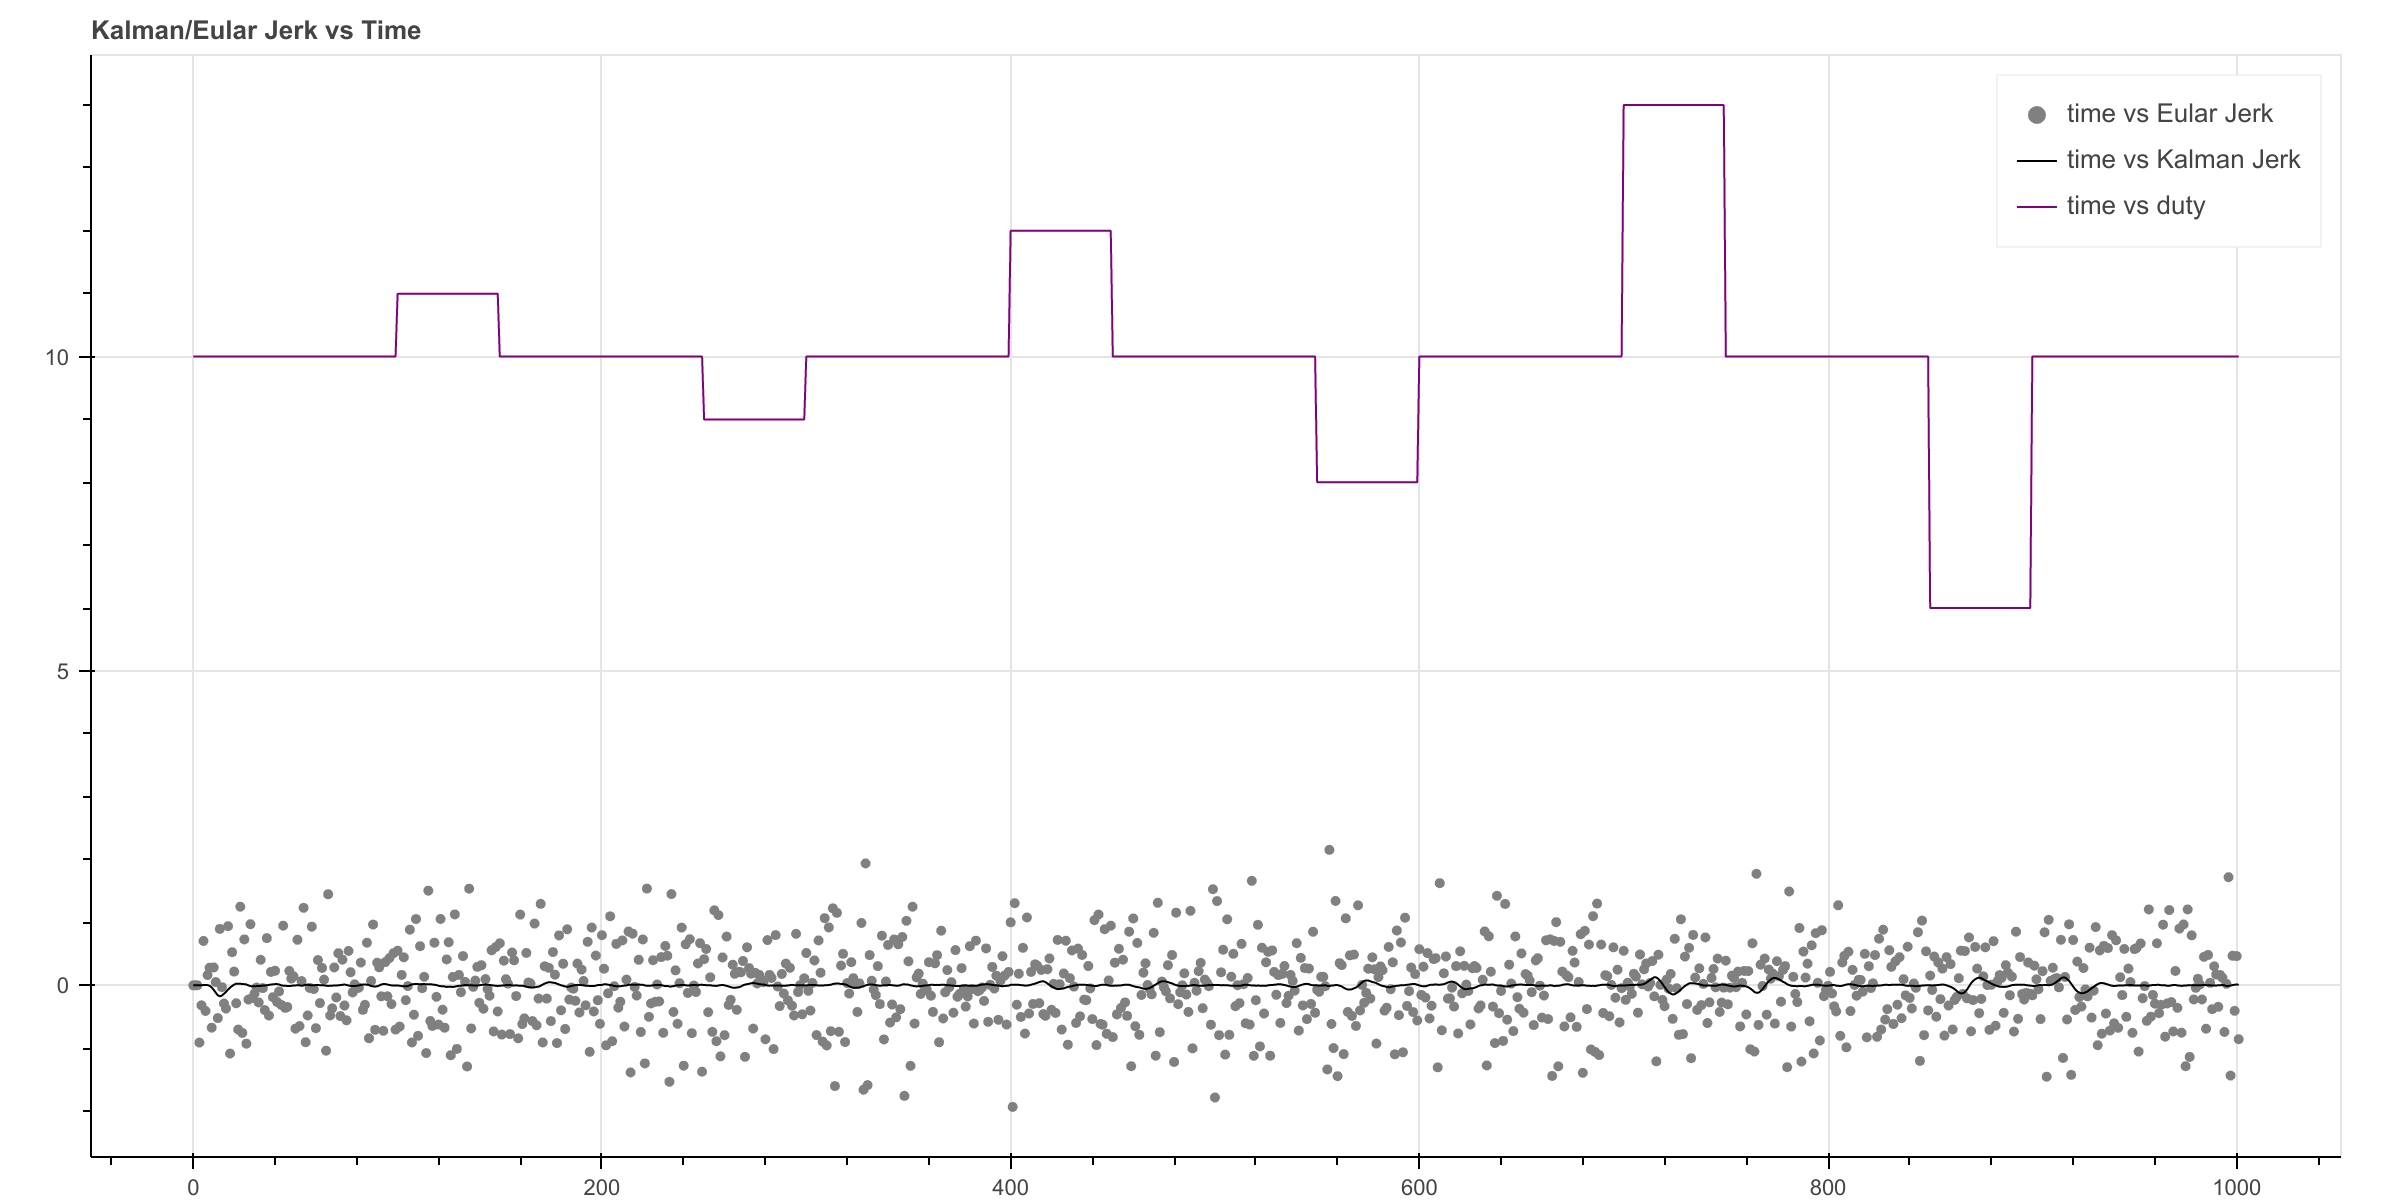 Kalman/Eular Jerk vs Time
time vs Eular Jerk
time vs Kalman Jerk
time vs duty
10
5
0
0 200 400 600 800 1000